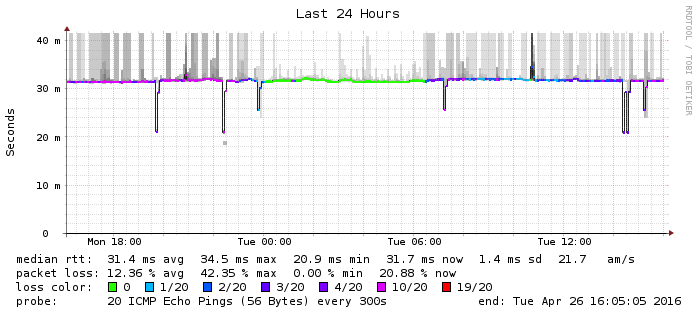 Last 24 Hours
RRDTOOL / TOBI OETIKER
Seconds
40 m
30 m
20 m
10 m
0
Mon 18:00 Tue 00:00 Tue 06:00 Tue 12:00
median rtt: 31.4 ms avg 34.5 ms max 20.9 ms min 31.7 ms now 1.4 ms sd 21.7 am/s
packet loss: 12.36 % avg 42.35 % max 0.00 % min 20.88 % now
loss color: 0 1/20 2/20 3/20 4/20 10/20 19/20
probe: 20 ICMP Echo Pings (56 Bytes) every 300s end: Tue Apr 26 16:05:05 2016